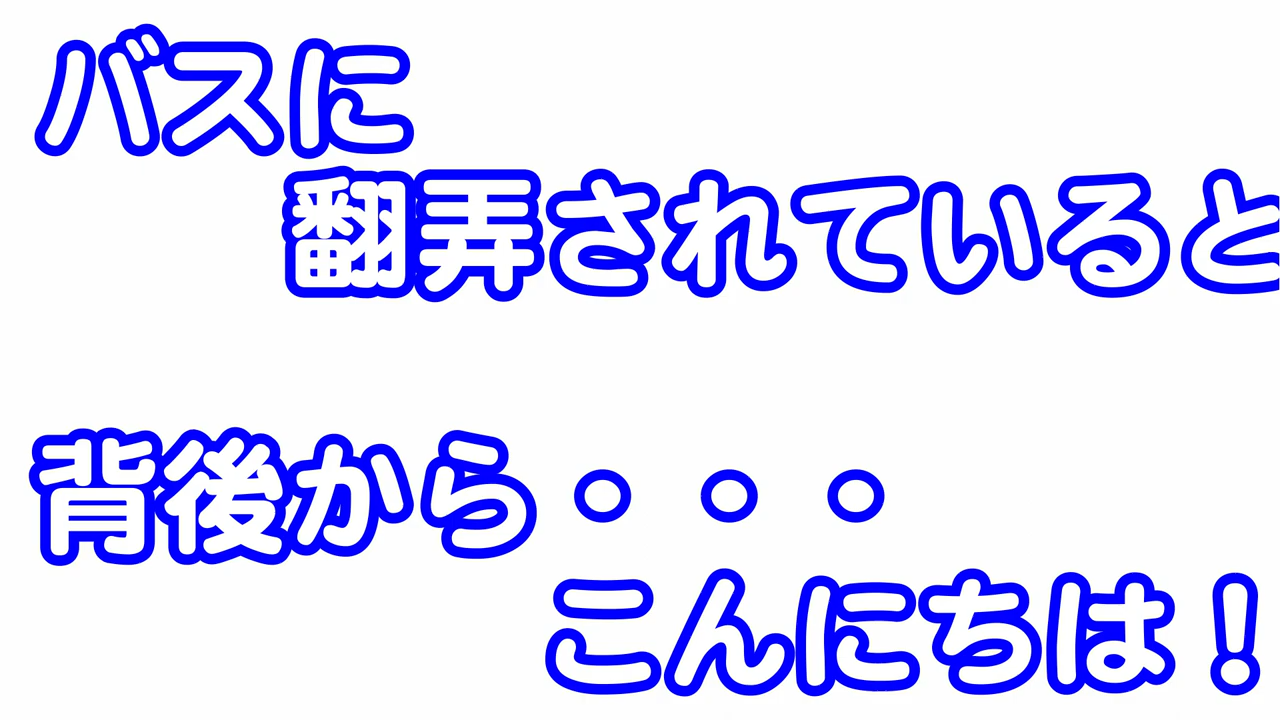 バスに
翻弄されていると
背後から・・・
こんにちは！